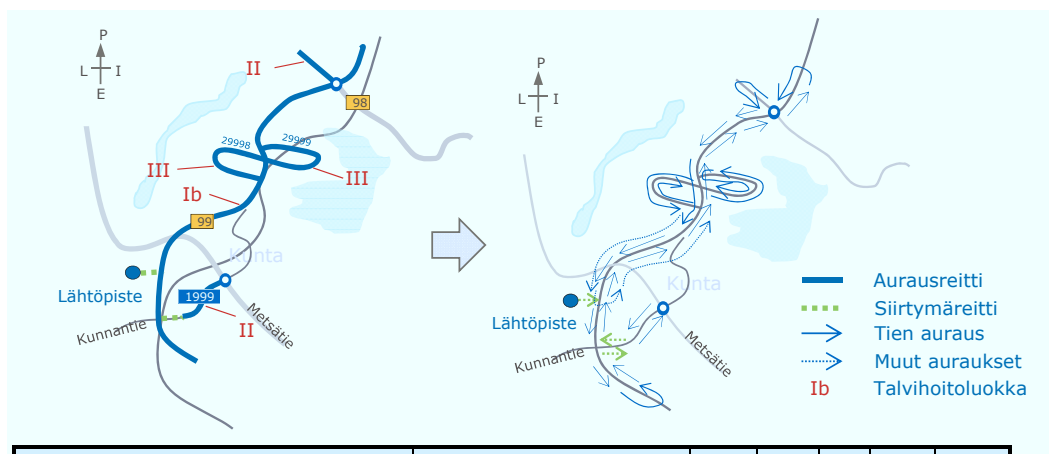 P
L I
E
II
98
29998
29999
III
III
Ib
99
Kunta
Lähtöpiste
1999
Kunnantie
II
Metsätie
P
L I
E
Kunta
Lähtöpiste
Kunnantie
Metsätie
Aurausreitti
Siirtymäreitti
Tien auraus
Muut auraukset
Ib Talvihoitoluokka